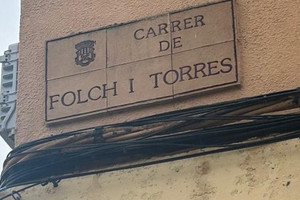 CARRER
DE
FOLCH I TORRES